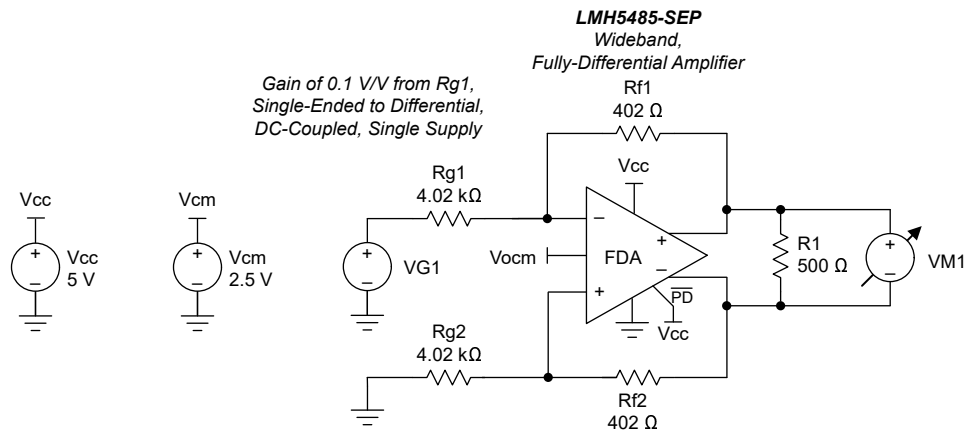 LMH5485-SEP
Wideband,
Fully-Differential Amplifier
Gain of 0.1 V/V from Rg1,
Single-Ended to Differential,
DC-Coupled, Single Supply
Rf1
402 Ω
Vcc
Rg1
4.02 kΩ
Vcc
Vcm
+
−
Vcc
5 V
+
−
Vcm
2.5 V
+
−
VG1
Vocm
−
+
FDA
+
−
PD
Vcc
R1
500 Ω
+
−
VM1
Rg2
4.02 kΩ
Rf2
402 Ω